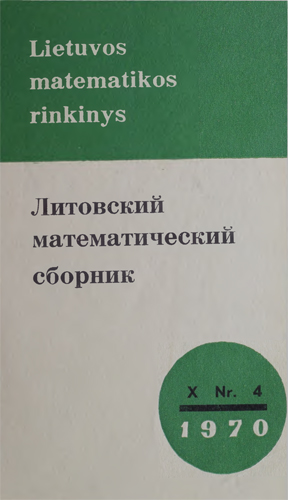 Lietuvos
matematikos
rinkinys
Литовский
математический
сборник
X Nr. 4
1970